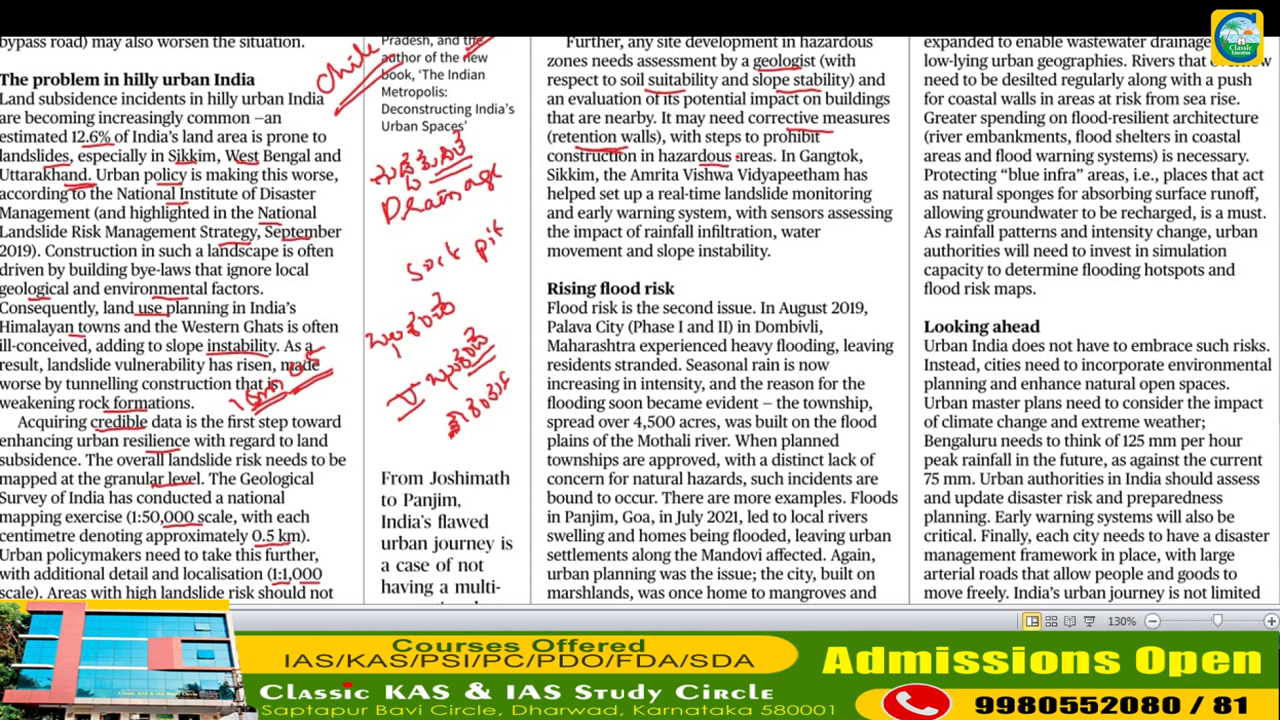 bypass road) may also worsen the situation.
The problem in hilly urban India
Land subsidence incidents in hilly urban India
are becoming increasingly common —an
estimated 12.6% of India's land area is prone to
landslides, especially in Sikkim, West Bengal and
Uttarakhand. Urban policy is making this worse,
according to the National Institute of Disaster
Management (and highlighted in the National
Landslide Risk Management Strategy, September
2019). Construction in such a landscape is often
driven by building bye-laws that ignore local
geological and environmental factors.
Consequently, land use planning in India's
Himalayan towns and the Western Ghats is often
ill-conceived, adding to slope instability. As a
result, landslide vulnerability has risen, made
worse by tunnelling construction that is
weakening rock formations.
Acquiring credible data is the first step toward
enhancing urban resilience with regard to land
subsidence. The overall landslide risk needs to be
mapped at the granular level. The Geological
Survey of India has conducted a national
mapping exercise (1:50,000 scale, with each
centimetre denoting approximately 0.5 km).
Urban policymakers need to take this further,
with additional detail and localisation (1:1,000
scale). Areas with high landslide risk should not
Pradesh, and the
author of the new
book, 'The Indian
Metropolis:
Deconstructing India's
Urban Spaces'
Chile
Drainage
pit
From Joshimath
to Panjim,
India's flawed
urban journey is
a case of not
having a multi-
Further, any site development in hazardous
zones needs assessment by a geologist (with
respect to soil suitability and slope stability) and
an evaluation of its potential impact on buildings
that are nearby. It may need corrective measures
(retention walls), with steps to prohibit
construction in hazardous areas. In Gangtok,
Sikkim, the Amrita Vishwa Vidyapeetham has
helped set up a real-time landslide monitoring
and early warning system, with sensors assessing
the impact of rainfall infiltration, water
movement and slope instability.
Rising flood risk
Flood risk is the second issue. In August 2019,
Palava City (Phase I and II) in Dombivli,
Maharashtra experienced heavy flooding, leaving
residents stranded. Seasonal rain is now
increasing in intensity, and the reason for the
flooding soon became evident — the township,
spread over 4,500 acres, was built on the flood
plains of the Mothali river. When planned
townships are approved, with a distinct lack of
concern for natural hazards, such incidents are
bound to occur. There are more examples. Floods
in Panjim, Goa, in July 2021, led to local rivers
swelling and homes being flooded, leaving urban
settlements along the Mandovi affected. Again,
urban planning was the issue; the city, built on
marshlands, was once home to mangroves and
expanded to enable wastewater drainage
low-lying urban geographies. Rivers that
need to be desilted regularly along with a push
for coastal walls in areas at risk from sea rise.
Greater spending on flood-resilient architecture
(river embankments, flood shelters in coastal
areas and flood warning systems) is necessary.
Protecting "blue infra" areas, i.e., places that act
as natural sponges for absorbing surface runoff,
allowing groundwater to be recharged, is a must.
As rainfall patterns and intensity change, urban
authorities will need to invest in simulation
capacity to determine flooding hotspots and
flood risk maps.
Looking ahead
Urban India does not have to embrace such risks.
Instead, cities need to incorporate environmental
planning and enhance natural open spaces.
Urban master plans need to consider the impact
of climate change and extreme weather;
Bengaluru needs to think of 125 mm per hour
peak rainfall in the future, as against the current
75 mm. Urban authorities in India should assess
and update disaster risk and preparedness
planning. Early warning systems will also be
critical. Finally, each city needs to have a disaster
management framework in place, with large
arterial roads that allow people and goods to
move freely. India's urban journey is not limited
Classic
Education
130%
Courses Offered
IAS/KAS/PSI/PC/PDO/FDA/SDA
Classic KAS & IAS Study Circle
Saptapur Bavi Circle, Dharwad, Karnataka 580001
Admissions Open
9980552080 / 81